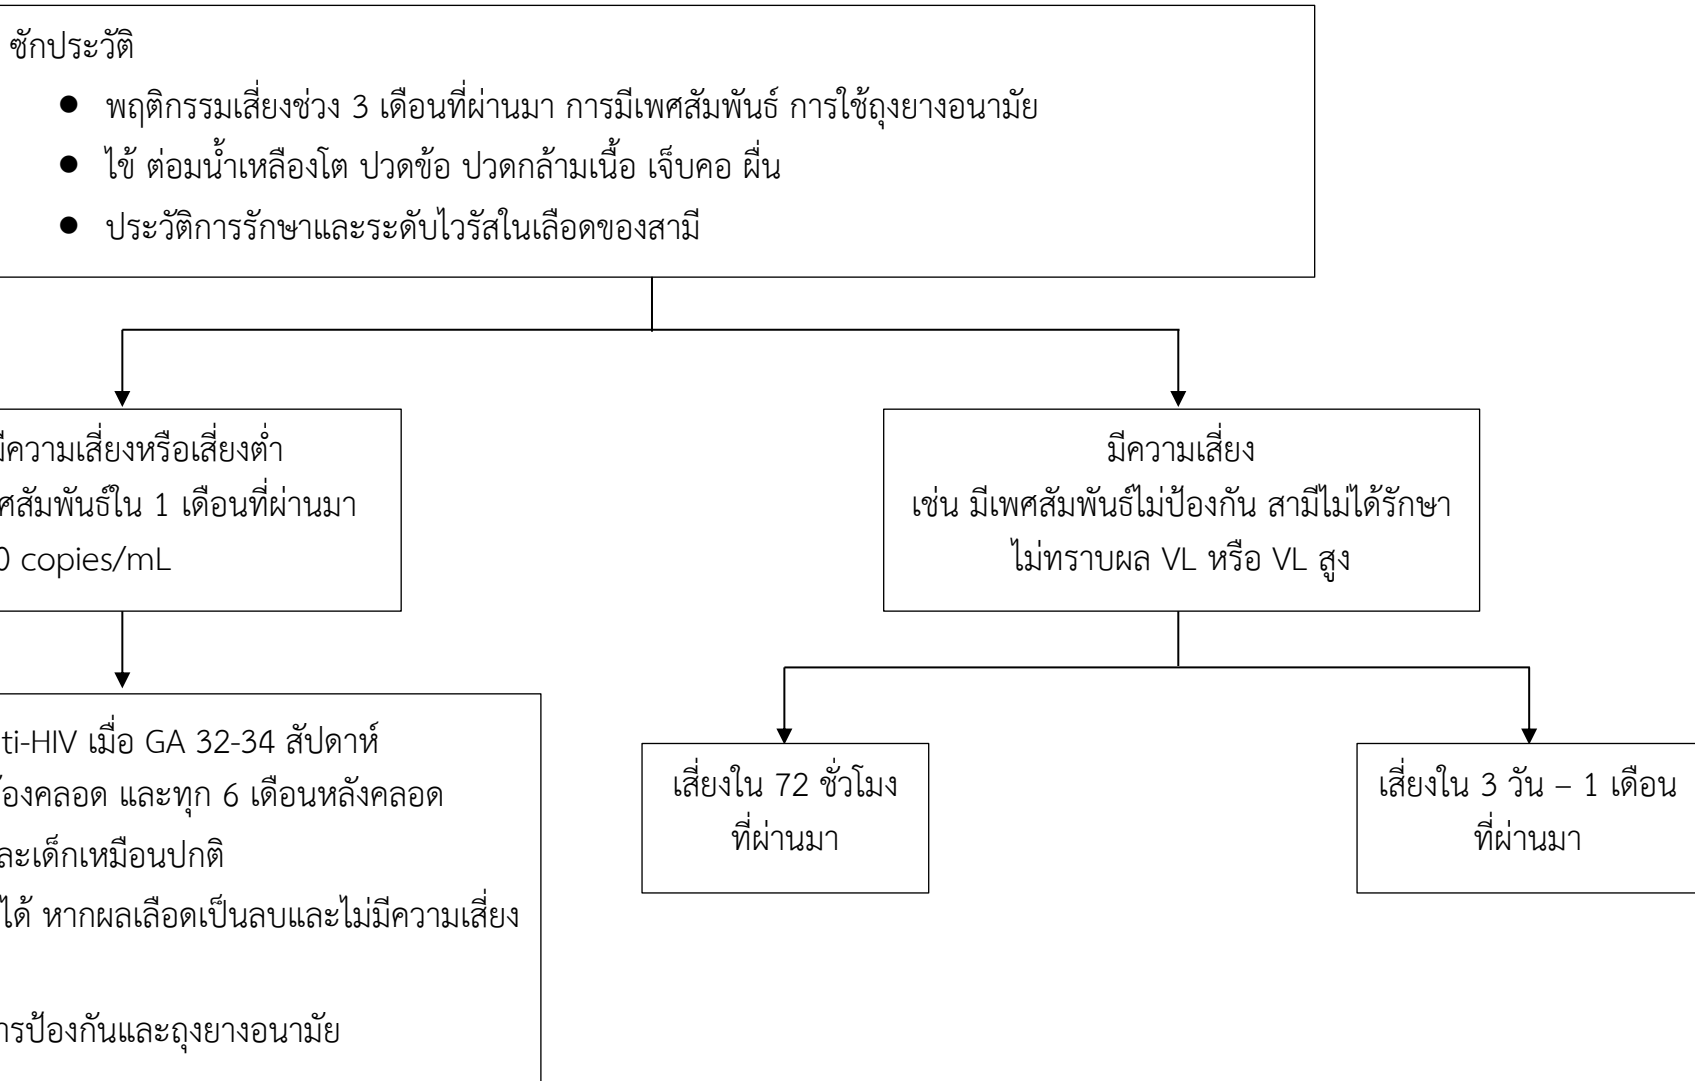 ซักประวัติ
● พฤติกรรมเสี่ยงช่วง 3 เดือนที่ผ่านมา การมีเพศสัมพันธ์ การใช้ถุงยางอนามัย
● ไข้ ต่อมน้ำเหลืองโต ปวดข้อ ปวดกล้ามเนื้อ เจ็บคอ ผื่น
● ประวัติการรักษาและระดับไวรัสในเลือดของสามี
มีความเสี่ยงหรือเสี่ยงต่ำ
ศสัมพันธ์ใน 1 เดือนที่ผ่านมา
0 copies/mL
มีความเสี่ยง
เช่น มีเพศสัมพันธ์ไม่ป้องกัน สามีไม่ได้รักษา
ไม่ทราบผล VL หรือ VL สูง
ti-HIV เมื่อ GA 32-34 สัปดาห์
้องคลอด และทุก 6 เดือนหลังคลอด
ละเด็กเหมือนปกติ
ได้ หากผลเลือดเป็นลบและไม่มีความเสี่ยง
ารป้องกันและถุงยางอนามัย
เสี่ยงใน 72 ชั่วโมง
ที่ผ่านมา
เสี่ยงใน 3 วัน – 1 เดือน
ที่ผ่านมา